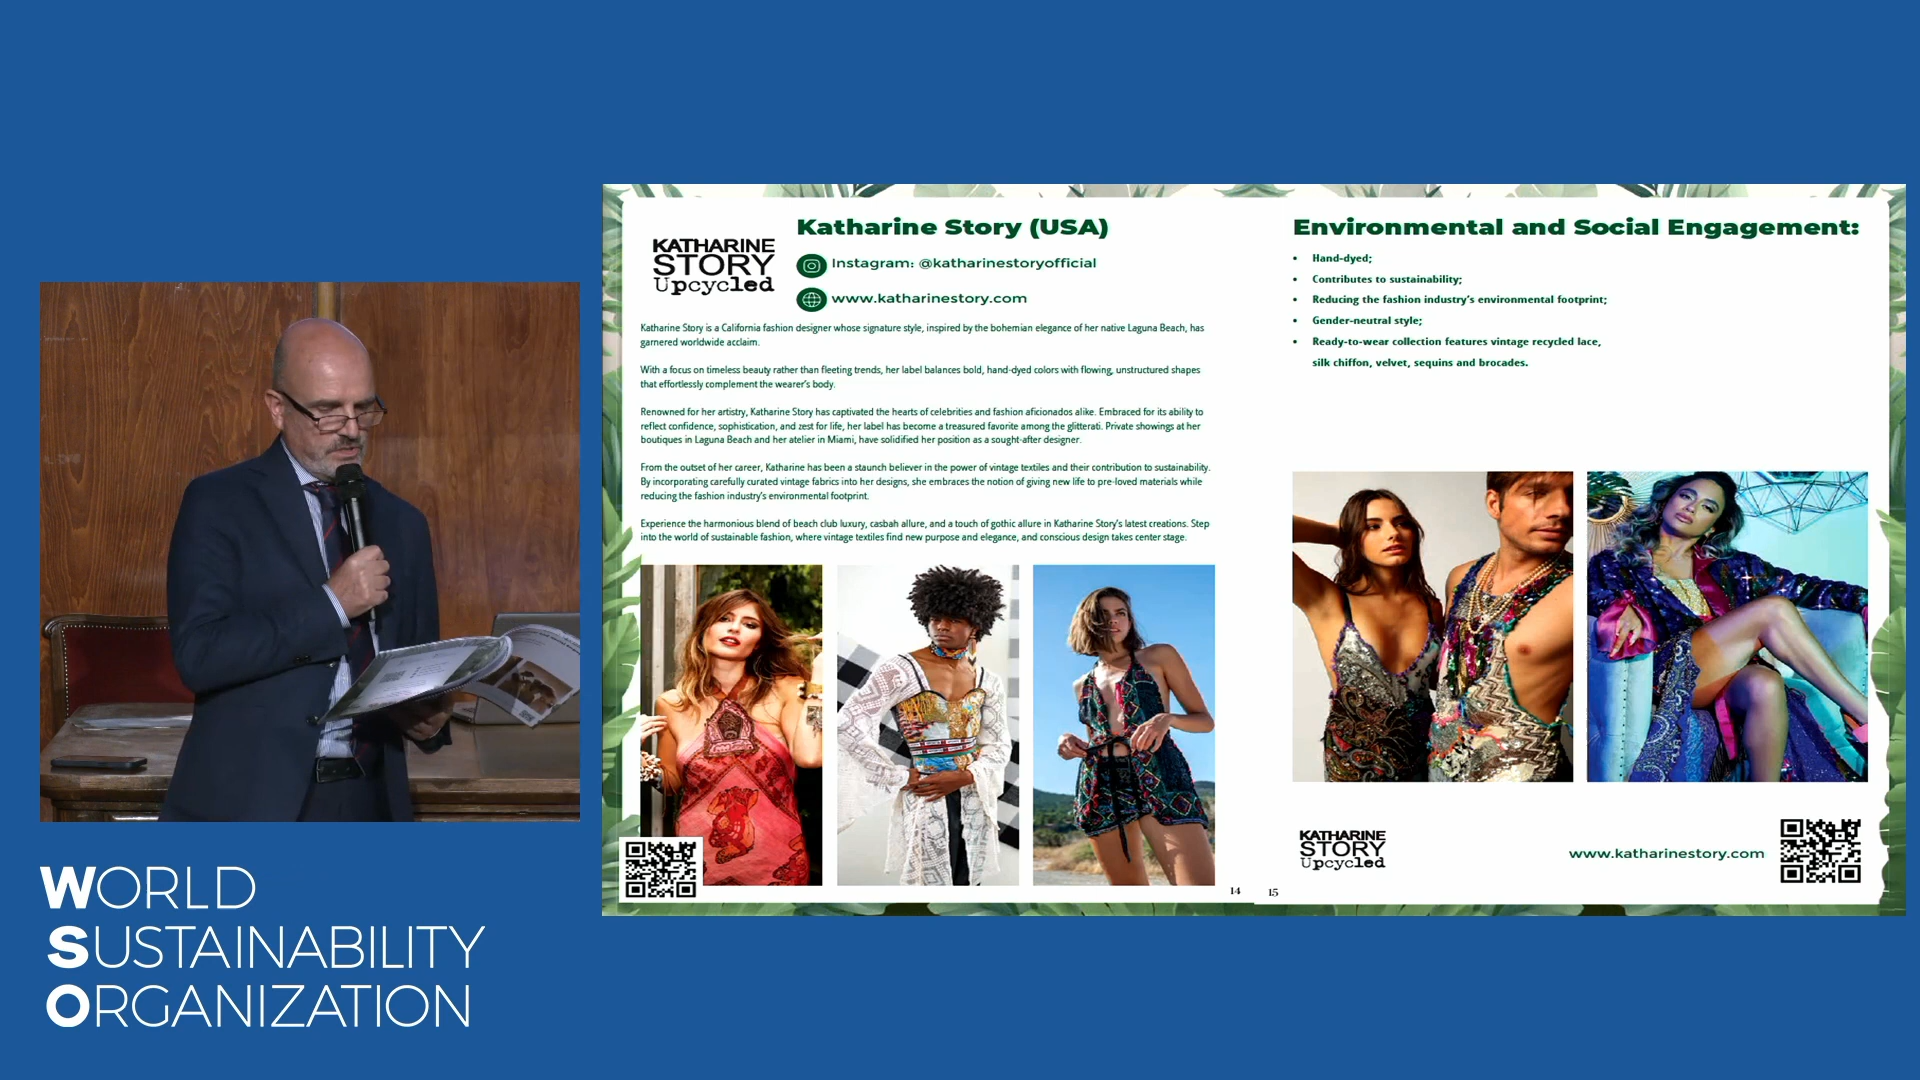 WORLD
SUSTAINABILITY
ORGANIZATION
KATHARINE
STORY
Upcycled
Katharine Story (USA)
Instagram: @katharinestoryofficial
www.katharinestory.com
Katharine Story is a California fashion designer whose signature style, inspired by the bohemian elegance of her native Laguna Beach, has
garnered worldwide acclaim.
With a focus on timeless beauty rather than fleeting trends, her label balances bold, hand-dyed colors with flowing, unstructured shapes
that effortlessly complement the wearer's body.
Renowned for her artistry, Katharine Story has captivated the hearts of celebrities and fashion aficionados alike. Embraced for its ability to
reflect confidence, sophistication, and zest for life, her label has become a treasured favorite among the glitterati. Private showings at her
boutiques in Laguna Beach and her atelier in Miami, have solidified her position as a sought-after designer.
From the outset of her career, Katharine has been a staunch believer in the power of vintage textiles and their contribution to sustainability.
By incorporating carefully curated vintage fabrics into her designs, she embraces the notion of giving new life to pre-loved materials while
reducing the fashion industry's environmental footprint.
Experience the harmonious blend of beach club luxury, casbah allure, and a touch of gothic allure in Katharine Story's latest creations. Step
into the world of sustainable fashion, where vintage textiles find new purpose and elegance, and conscious design takes center stage.
14
Environmental and Social Engagement:
• Hand-dyed;
• Contributes to sustainability;
• Reducing the fashion industry's environmental footprint;
• Gender-neutral style;
• Ready-to-wear collection features vintage recycled lace,
silk chiffon, velvet, sequins and brocades.
KATHARINE
STORY
Upcycled
www.katharinestory.com
15